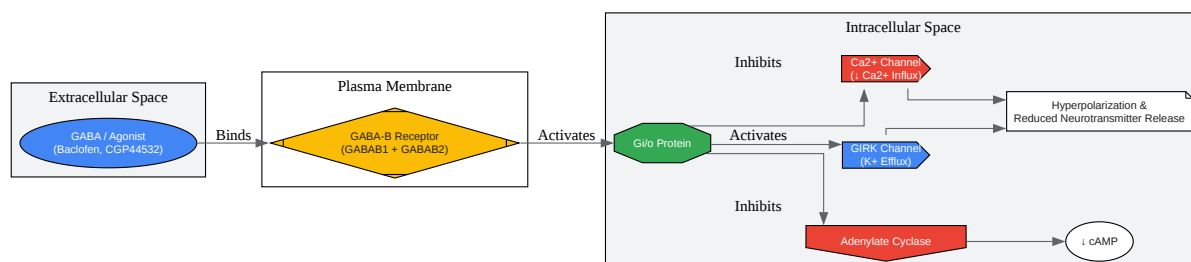 Extracellular Space
GABA / Agonist
(Baclofen, CGP44532)
Binds
Plasma Membrane
GABA-B Receptor
(GABAB1 + GABAB2)
Activates
Intracellular Space
Gi/o Protein
Inhibits
Ca2+ Channel
(↓ Ca2+ Influx)
Activates
GIRK Channel
(K+ Efflux)
Hyperpolarization &
Reduced Neurotransmitter Release
Inhibits
Adenylate Cyclase
↓ cAMP